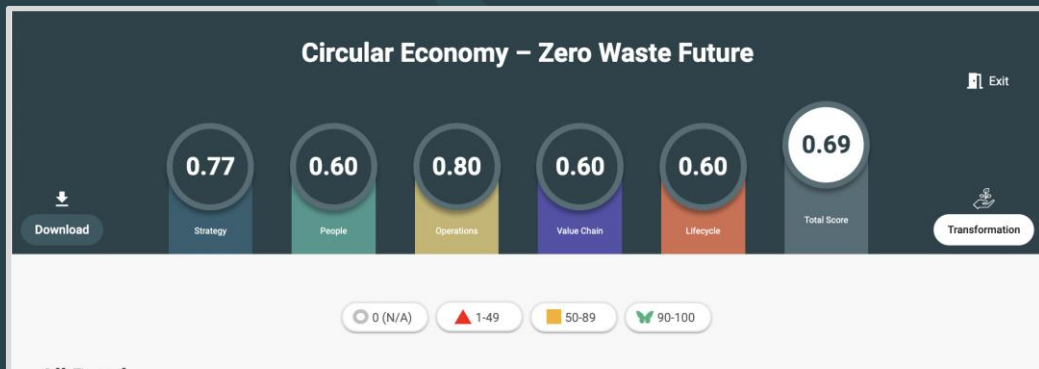 Circular Economy – Zero Waste Future
Exit
0.77
0.60
0.80
0.60
0.60
0.69
Download
Strategy
People
Operations
Value Chain
Lifecycle
Total Score
Transformation
0 (N/A)
1-49
50-89
90-100